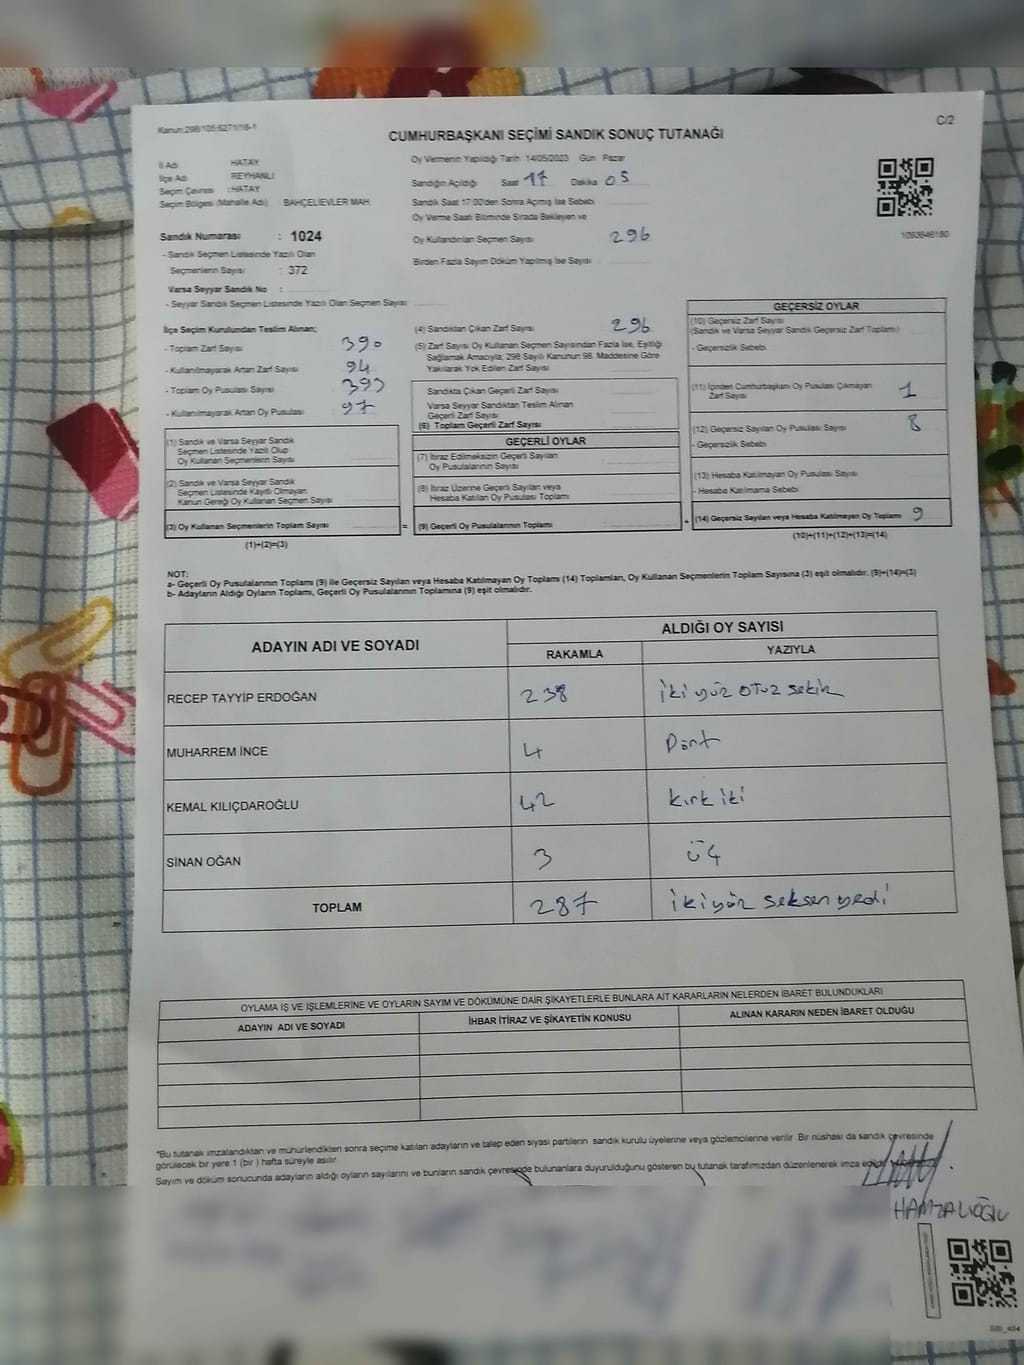 Kanun:298/105-6271/18-1
C/2
CUMHURBAŞKANI SEÇİMİ SANDIK SONUÇ TUTANAĞI
İl Adı HATAY
İlçe Adı REYHANLI
Seçim Çevresi :HATAY
Seçim Bölgesi (Mahalle Adı) BAHÇELİEVLER MAH.
Oy Vermenin Yapıldığı Tarih 14/05/2023 Gün Pazar
Sandığın Açıldığı Saat 17 Dakika 05
Sandık Saat 17:00'den Sonra Açımış İse Sebebi
Oy Verme Saati Bitiminde Sırada Bekleyen ve
Oy Kullandırılan Seçmen Sayısı 296
Birden Fazla Sayım Döküm Yapılmış İse Sayısı
1093546180
Sandık Numarası : 1024
- Sandık Seçmen Listesinde Yazılı Olan
Seçmenlerin Sayısı : 372
Varsa Seyyar Sandık No :
- Seyyar Sandık Seçmen Listesinde Yazılı Olan Seçmen Sayısı
İlçe Seçim Kurulundan Teslim Alınan;
- Toplam Zarf Sayısı 390
- Kullanılmayarak Artan Zarf Sayısı 94
- Toplam Oy Pusulası Sayısı 393
- Kullanılmayarak Artan Oy Pusulası 97
(1) Sandık ve Varsa Seyyar Sandık
Seçmen Listesinde Yazılı Olup
Oy Kullanan Seçmenlerin Sayısı
(2) Sandık ve Varsa Seyyar Sandık
Seçmen Listesinde Kayıtlı Olmayan
Kanun Gereği Oy Kullanan Seçmen Sayısı
(3) Oy Kullanan Seçmenlerin Toplam Sayısı
(1)+(2)=(3)
=
(4) Sandıktan Çıkan Zarf Sayısı 296
(5) Zarf Sayısı Oy Kullanan Seçmen Sayısından Fazla İse, Eşitliği
Sağlamak Amacıyla, 298 Sayılı Kanunun 98. Maddesine Göre
Yakılarak Yok Edilen Zarf Sayısı
Sandıkta Çıkan Geçerli Zarf Sayısı
Varsa Seyyar Sandıktan Teslim Alınan
Geçerli Zarf Sayısı
(6) Toplam Geçerli Zarf Sayısı
GEÇERLİ OYLAR
(7) İtiraz Edilmeksizin Geçerli Sayılan
Oy Pusulalarının Sayısı
(8) İtiraz Üzerine Geçerli Sayılan veya
Hesaba Katılan Oy Pusulası Toplamı
(9) Geçerli Oy Pusulalarının Toplamı
+
GEÇERSİZ OYLAR
(10) Geçersiz Zarf Sayısı
(Sandık ve Varsa Seyyar Sandık Geçersiz Zarf Toplamı)
- Geçersizlik Sebebi
(11) İçinden Cumhurbaşkanı Oy Pusulası Çıkmayan
Zarf Sayısı 1
(12) Geçersiz Sayılan Oy Pusulası Sayısı 8
- Geçersizlik Sebebi
(13) Hesaba Katılmayan Oy Pusulası Sayısı
- Hesaba Katılmama Sebebi
(14) Geçersiz Sayılan veya Hesaba Katılmayan Oy Toplamı 9
(10)+(11)+(12)+(13)=(14)
NOT:
a- Geçerli Oy Pusulalarının Toplamı (9) ile Geçersiz Sayılan veya Hesaba Katılmayan Oy Toplamı (14) Toplamları, Oy Kullanan Seçmenlerin Toplam Sayısına (3) eşit olmalıdır. (9)+(14)=(3)
b- Adayların Aldığı Oyların Toplamı, Geçerli Oy Pusulalarının Toplamına (9) eşit olmalıdır.
ADAYIN ADI VE SOYADI ALDIĞI OY SAYISI
RAKAMLA YAZIYLA
RECEP TAYYİP ERDOĞAN 238 iki yüz otuz sekiz
MUHARREM İNCE 4 Dört
KEMAL KILIÇDAROĞLU 42 kırk iki
SİNAN OĞAN 3 üç
TOPLAM 287 ikiyüz seksen yedi
OYLAMA İŞ VE İŞLEMLERİNE VE OYLARIN SAYIM VE DÖKÜMÜNE DAİR ŞİKAYETLERLE BUNLARA AİT KARARLARIN NELERDEN İBARET BULUNDUKLARI
ADAYIN ADI VE SOYADI İHBAR İTİRAZ VE ŞİKAYETİN KONUSU ALINAN KARARIN NEDEN İBARET OLDUĞU
*Bu tutanak imzalandıktan ve mühürlendikten sonra seçime katılan adayların ve talep eden siyasi partilerin sandık kurulu üyelerine veya gözlemcilerine verilir. Bir nüshası da sandık çevresinde
görülecek bir yere 1 (bir) hafta süreyle asılır.
Sayım ve döküm sonucunda adayların aldığı oyların sayılarını ve bunların sandık çevresinde bulunanlara duyurulduğunu gösteren bu tutanak tarafımızdan düzenlenerek imza
HAMZALIOĞLU